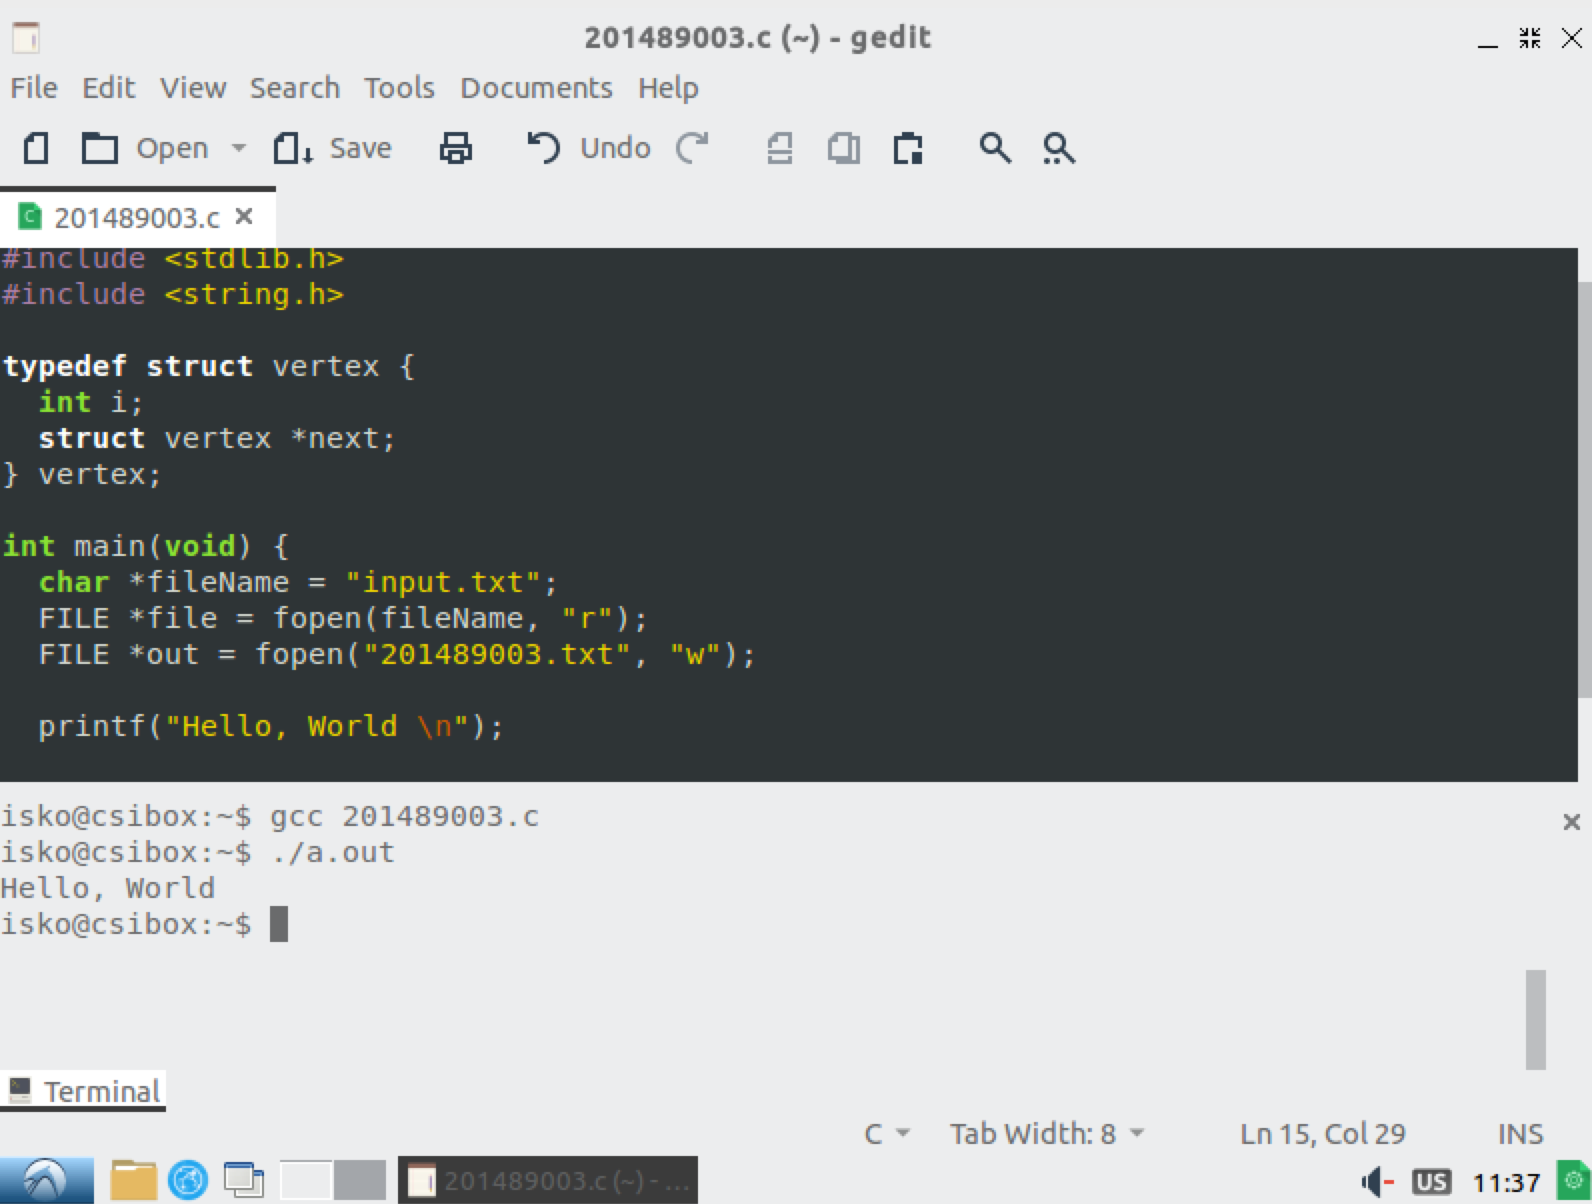 201489003.c (~) - gedit
File Edit View Search Tools Documents Help
Open Save Undo
201489003.c
#include <stdlib.h>
#include <string.h>
typedef struct vertex {
  int i;
  struct vertex *next;
} vertex;
int main(void) {
  char *fileName = "input.txt";
  FILE *file = fopen(fileName, "r");
  FILE *out = fopen("201489003.txt", "w");
  printf("Hello, World \n");
isko@csibox:~$ gcc 201489003.c
isko@csibox:~$ ./a.out
Hello, World
isko@csibox:~$
Terminal
C Tab Width: 8 Ln 15, Col 29 INS
201489003.c (~) - ... US 11:37